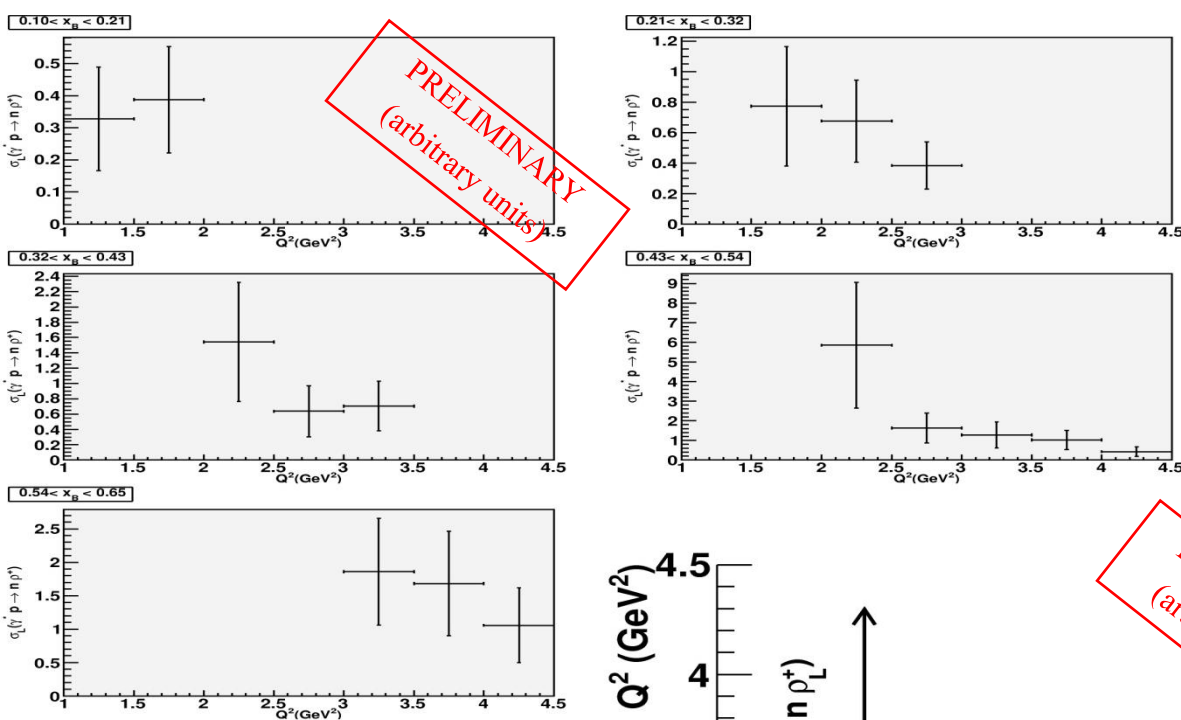 0.10< x_B < 0.21
σ_L(γ* p → n ρ⁺)
0.5
0.4
0.3
0.2
0.1
0
1 1.5 2 2.5 3 3.5 4 4.5
Q²(GeV²)
PRELIMINARY
(arbitrary units)
0.21< x_B < 0.32
σ_L(γ* p → n ρ⁺)
1.2
1
0.8
0.6
0.4
0.2
0
1 1.5 2 2.5 3 3.5 4 4.5
Q²(GeV²)
0.32< x_B < 0.43
σ_L(γ* p → n ρ⁺)
2.4
2.2
2
1.8
1.6
1.4
1.2
1
0.8
0.6
0.4
0.2
0
1 1.5 2 2.5 3 3.5 4 4.5
Q²(GeV²)
0.43< x_B < 0.54
σ_L(γ* p → n ρ⁺)
9
8
7
6
5
4
3
2
1
0
1 1.5 2 2.5 3 3.5 4 4.5
Q²(GeV²)
0.54< x_B < 0.65
σ_L(γ* p → n ρ⁺)
2.5
2
1.5
1
0.5
0
1 1.5 2 2.5 3 3.5 4 4.5
Q²(GeV²)
Q² (GeV²)
4.5
4
n ρ_L⁺)